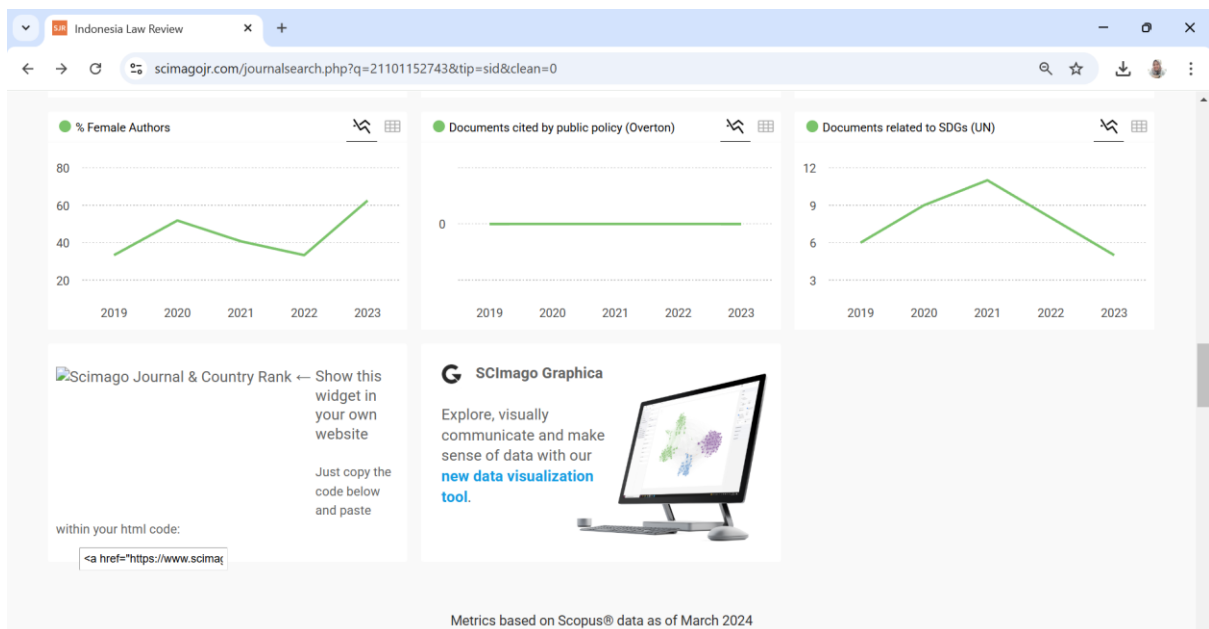 SJR Indonesia Law Review
scimagojr.com/journalsearch.php?q=21101152743&tip=sid&clean=0
% Female Authors
80
60
40
20
2019 2020 2021 2022 2023
Documents cited by public policy (Overton)
0
2019 2020 2021 2022 2023
Documents related to SDGs (UN)
12
9
6
3
2019 2020 2021 2022 2023
Scimago Journal & Country Rank ← Show this
widget in
your own
website
Just copy the
code below
and paste
within your html code:
<a href="https://www.scimag
SCImago Graphica
Explore, visually
communicate and make
sense of data with our
new data visualization
tool.
Metrics based on Scopus® data as of March 2024